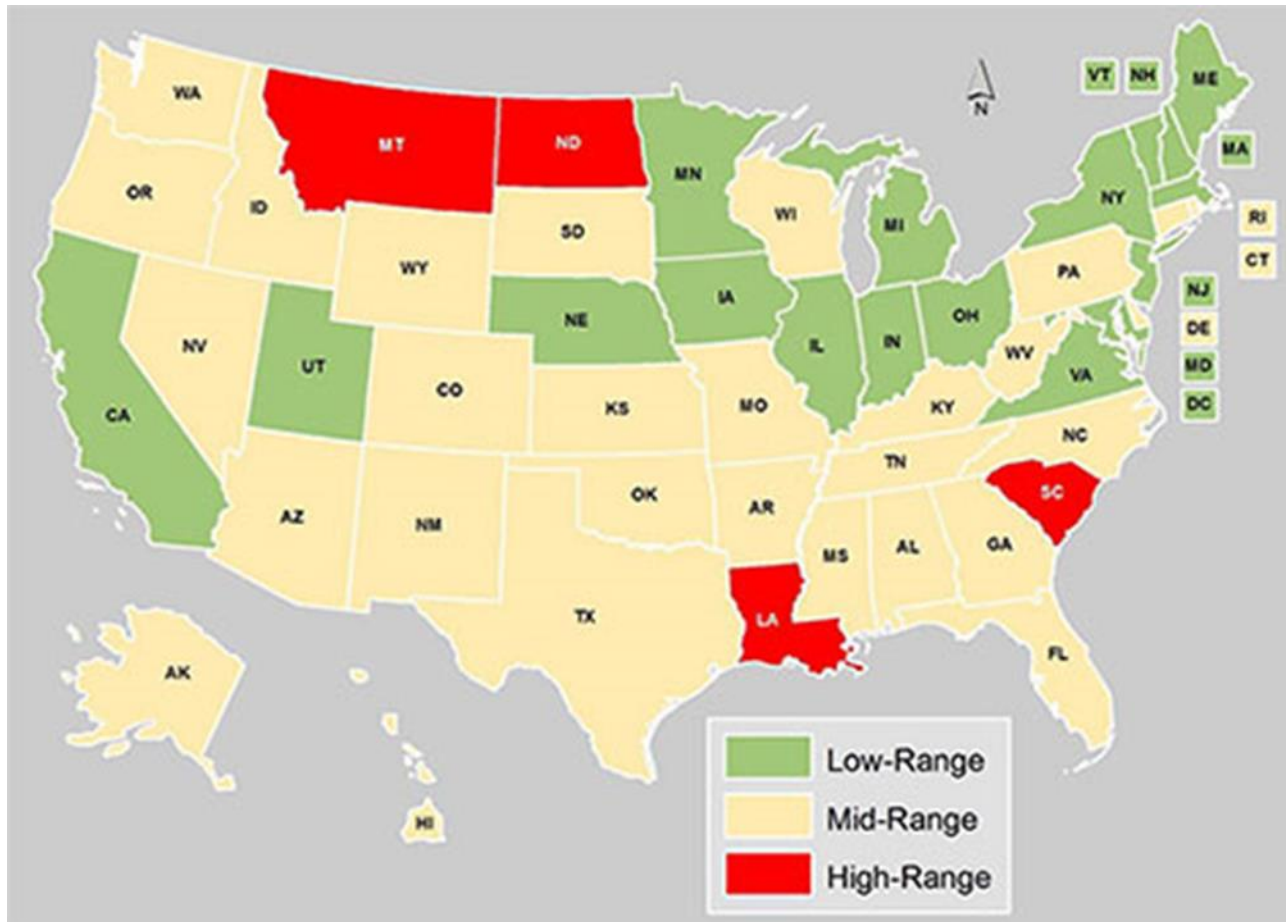 VT NH ME
WA
MT ND
MA
MN
OR
NY
ID
SD WI MI
RI
WY
CT
PA
NJ
IA
NE
OH
DE
NV
IL IN
WV
UT
MD
VA
CO
DC
CA
KS MO KY
NC
TN
OK
SC
AR
AZ NM
GA
MS AL
TX LA
FL
AK
Low-Range
HI
Mid-Range
High-Range
N